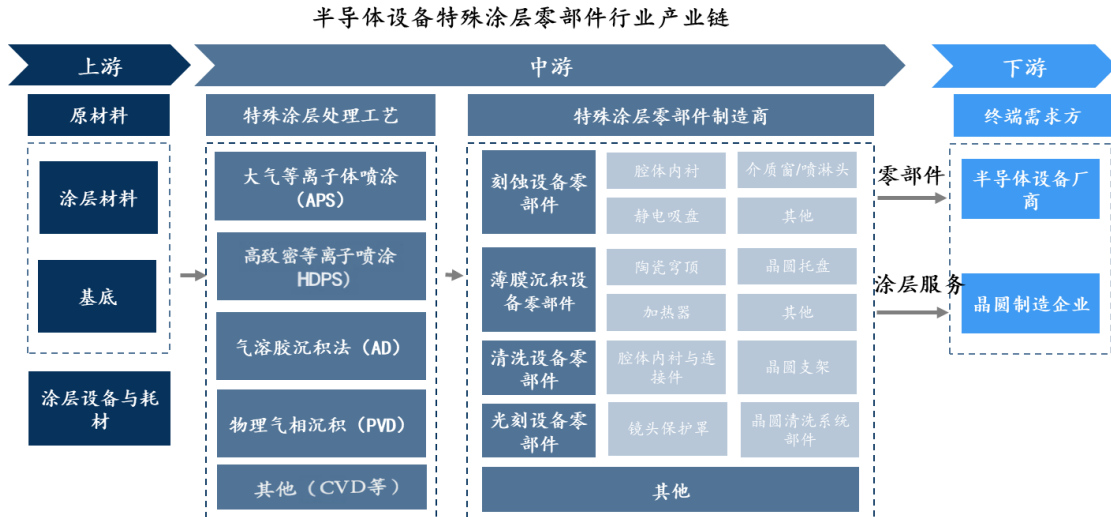 半导体设备特殊涂层零部件行业产业链
上游
中游
下游
原材料
特殊涂层处理工艺
特殊涂层零部件制造商
终端需求方
涂层材料
基底
涂层设备与耗
材
大气等离子体喷涂
（APS）
高致密等离子喷涂
HDPS）
气溶胶沉积法（AD）
物理气相沉积（PVD）
其他（CVD等）
刻蚀设备零
部件
腔体内衬
介质窗/喷淋头
静电吸盘
其他
薄膜沉积设
备零部件
陶瓷穹顶
晶圆托盘
加热器
其他
清洗设备零
部件
腔体内衬与连
接件
晶圆支架
光刻设备零
部件
镜头保护罩
晶圆清洗系统
部件
其他
零部件
涂层服务
半导体设备厂
商
晶圆制造企业